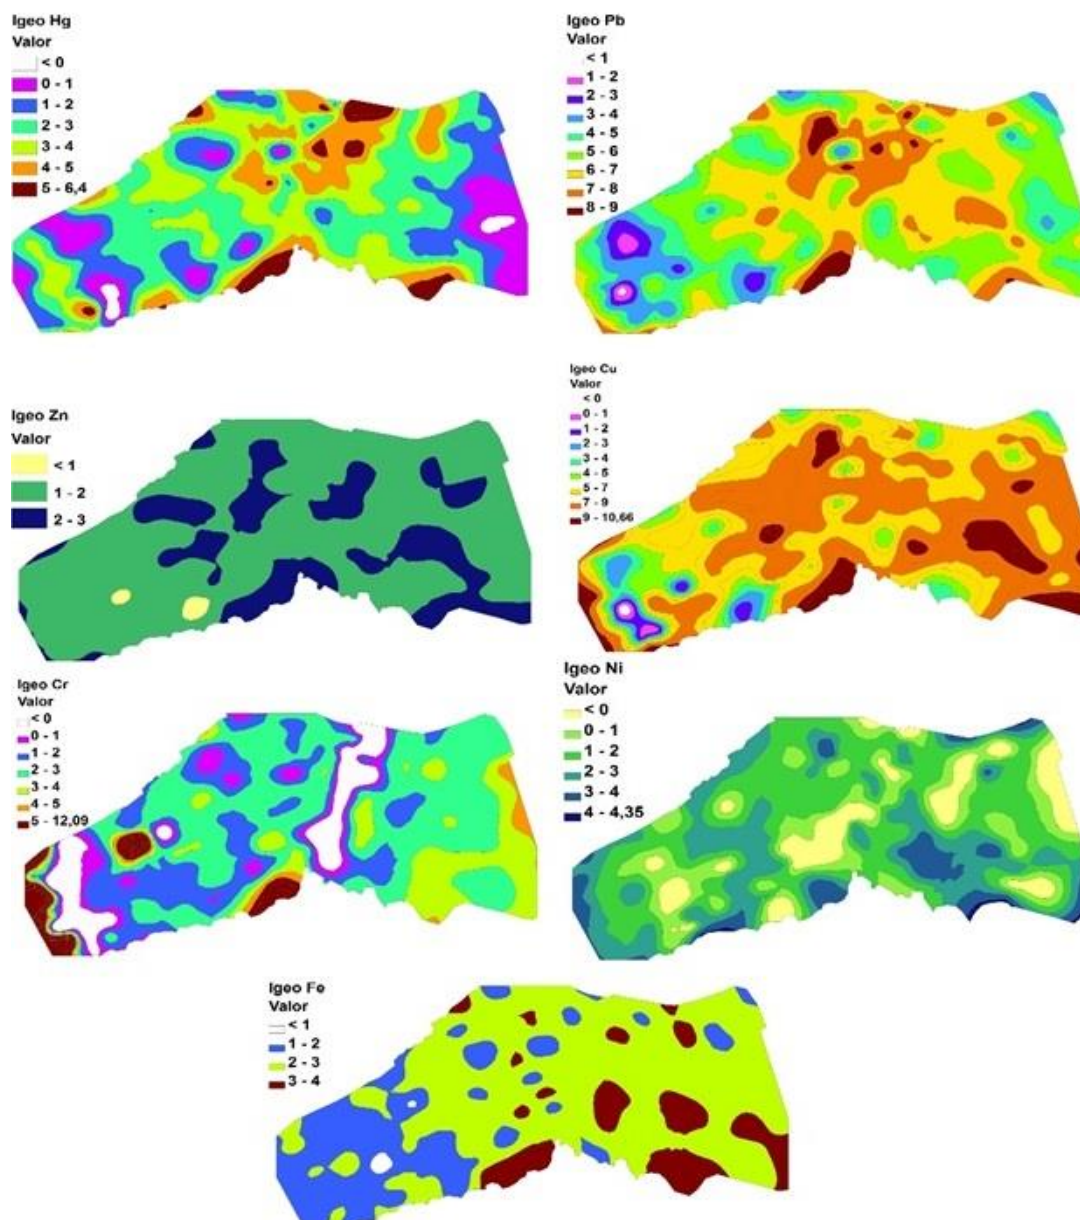 Igeo Hg
Valor
< 0
0 - 1
1 - 2
2 - 3
3 - 4
4 - 5
5 - 6,4
Igeo Pb
Valor
< 1
1 - 2
2 - 3
3 - 4
4 - 5
5 - 6
6 - 7
7 - 8
8 - 9
Igeo Zn
Valor
< 1
1 - 2
2 - 3
Igeo Cu
Valor
< 0
0 - 1
1 - 2
2 - 3
3 - 4
4 - 5
5 - 7
7 - 9
9 - 10,66
Igeo Cr
Valor
< 0
0 - 1
1 - 2
2 - 3
3 - 4
4 - 5
5 - 12,09
Igeo Ni
Valor
< 0
0 - 1
1 - 2
2 - 3
3 - 4
4 - 4,35
Igeo Fe
Valor
< 1
1 - 2
2 - 3
3 - 4